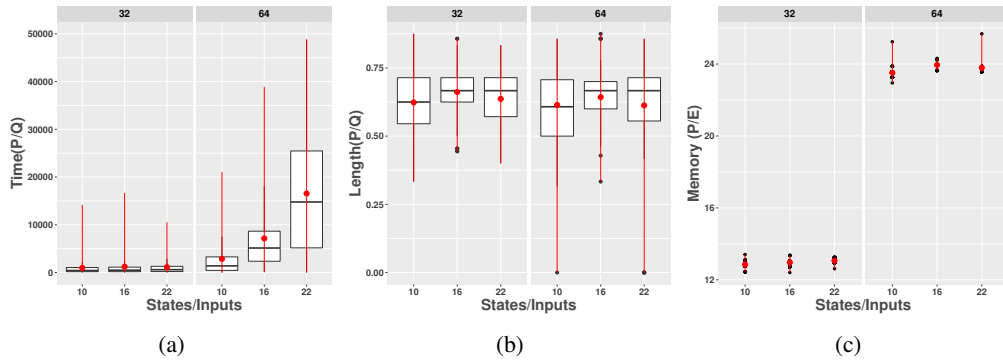 32 64
50000
40000
30000
20000
10000
0
Time(P/Q)
10 16 22 10 16 22
States/Inputs
(a)
32 64
0.75
0.50
0.25
0.00
Length(P/Q)
10 16 22 10 16 22
States/Inputs
(b)
32 64
24
20
16
12
Memory (P/E)
10 16 22 10 16 22
States/Inputs
(c)